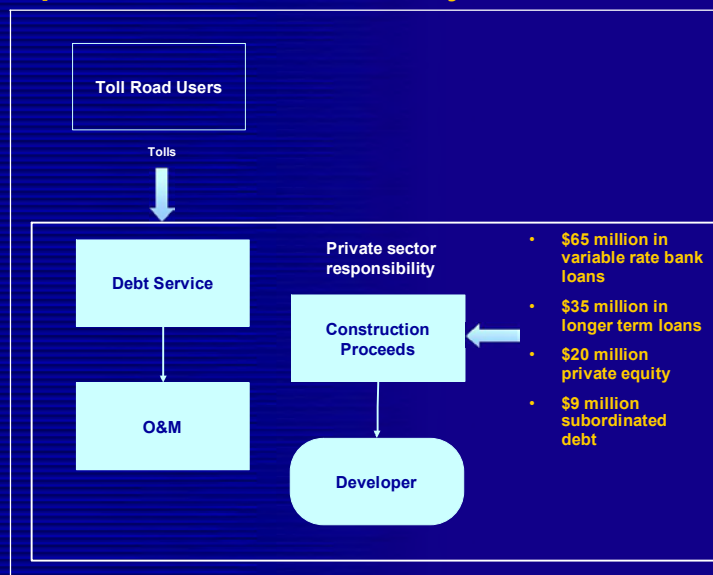 Toll Road Users
Tolls
Debt Service
O&M
Private sector
responsibility
Construction
Proceeds
Developer
• $65 million in
variable rate bank
loans
• $35 million in
longer term loans
• $20 million
private equity
• $9 million
subordinated
debt